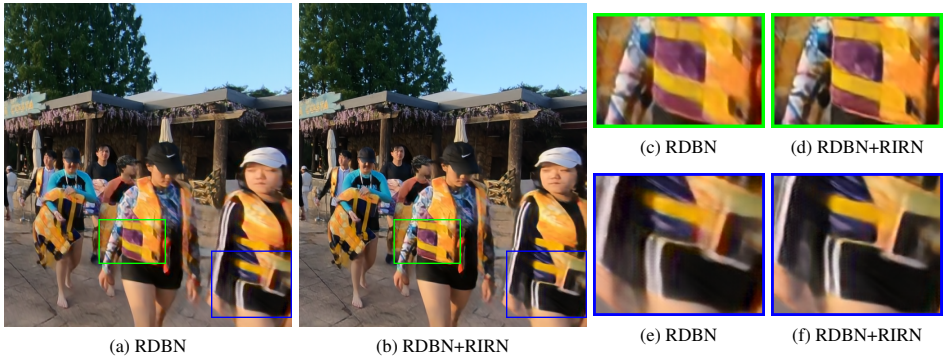 (a) RDBN
(b) RDBN+RIRN
(c) RDBN
(d) RDBN+RIRN
(e) RDBN
(f) RDBN+RIRN